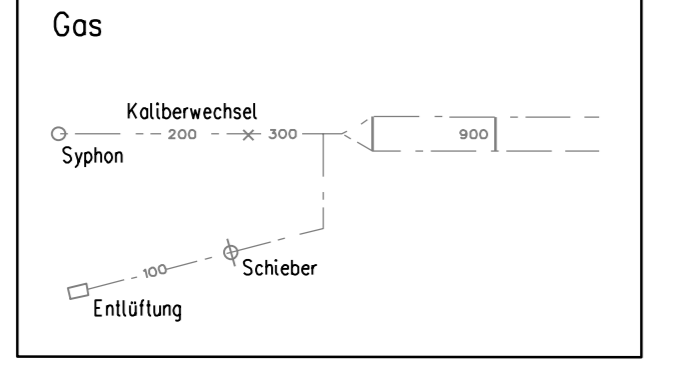 Gas
Kaliberwechsel
200 300 900
Syphon
100
Schieber
Entlüftung